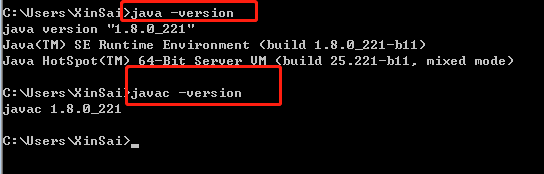 C:\Users\XinSai>java -version
java version "1.8.0_221"
Java(TM) SE Runtime Environment (build 1.8.0_221-b11)
Java HotSpot(TM) 64-Bit Server VM (build 25.221-b11, mixed mode)
C:\Users\XinSai>javac -version
javac 1.8.0_221
C:\Users\XinSai>_